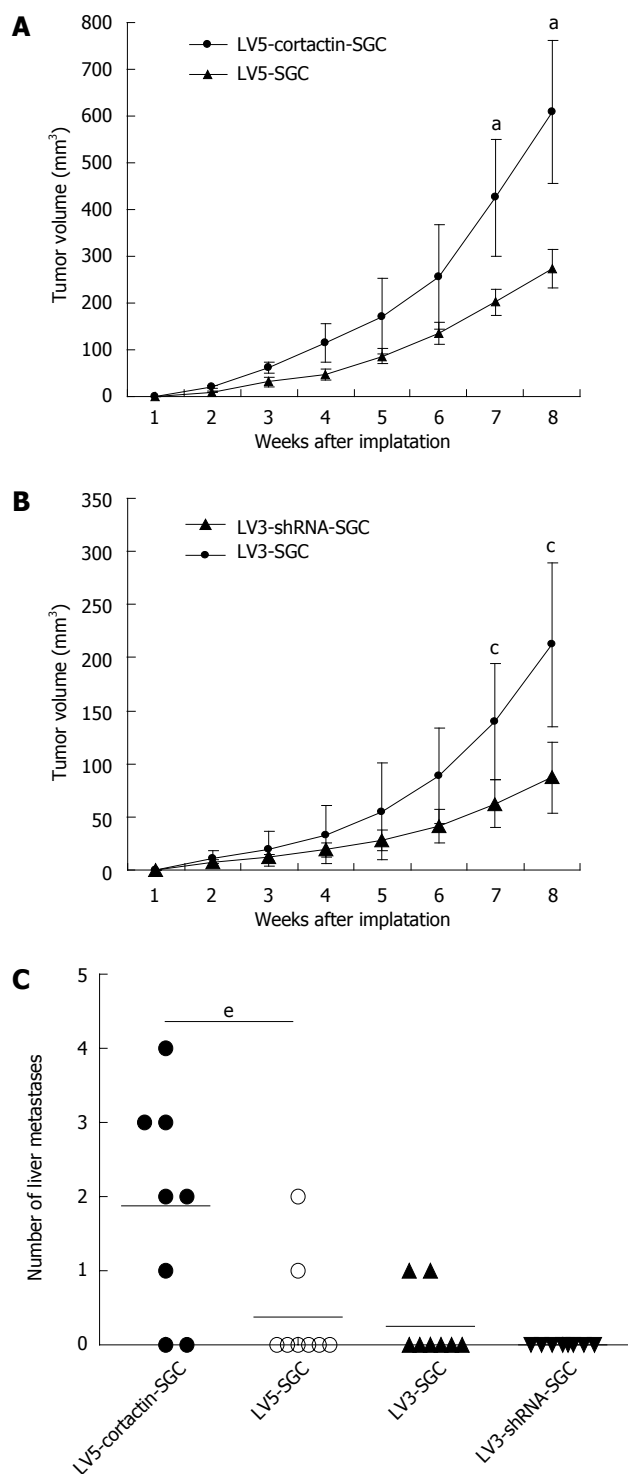 A
LV5-cortactin-SGC
LV5-SGC
a
a
Tumor volume (mm³)
800
700
600
500
400
300
200
100
0
1 2 3 4 5 6 7 8
Weeks after implatation
B
LV3-shRNA-SGC
LV3-SGC
c
c
Tumor volume (mm³)
350
300
250
200
150
100
50
0
1 2 3 4 5 6 7 8
Weeks after implatation
C
e
Number of liver metastases
5
4
3
2
1
0
LV5-cortactin-SGC
LV5-SGC
LV3-SGC
LV3-shRNA-SGC